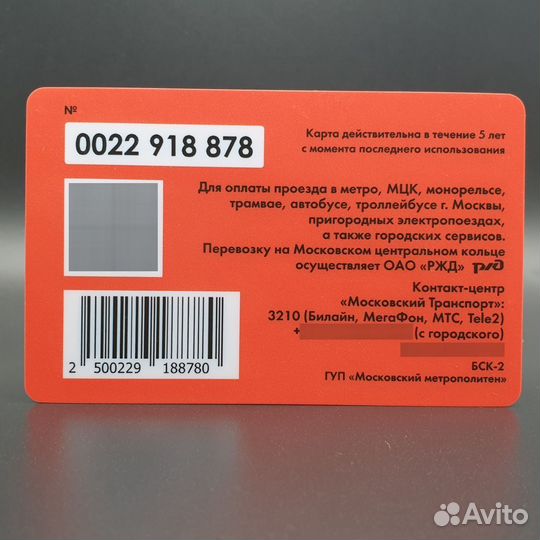 №
0022 918 878
Карта действительна в течение 5 лет
с момента последнего использования
Для оплаты проезда в метро, МЦК, монорельсе,
трамвае, автобусе, троллейбусе г. Москвы,
пригородных электропоездах,
а также городских сервисов.
Перевозку на Московском центральном кольце
осуществляет ОАО «РЖД» РЖД
Контакт-центр
«Московский Транспорт»:
3210 (Билайн, МегаФон, МТС, Tele2)
+ (с городского)
БСК-2
ГУП «Московский метрополитен»
2 500229 188780
Avito